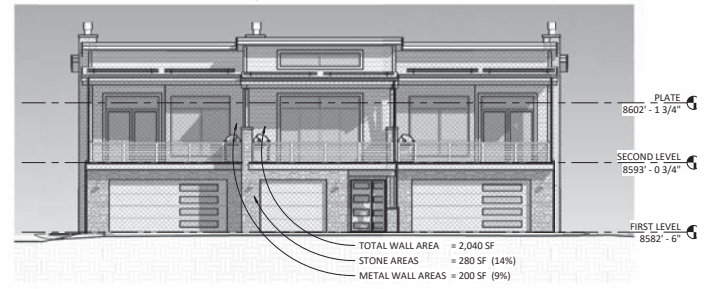 PLATE
8602' - 1 3/4"
SECOND LEVEL
8593' - 0 3/4"
FIRST LEVEL
8582' - 6"
TOTAL WALL AREA = 2,040 SF
STONE AREAS = 280 SF (14%)
METAL WALL AREAS = 200 SF (9%)